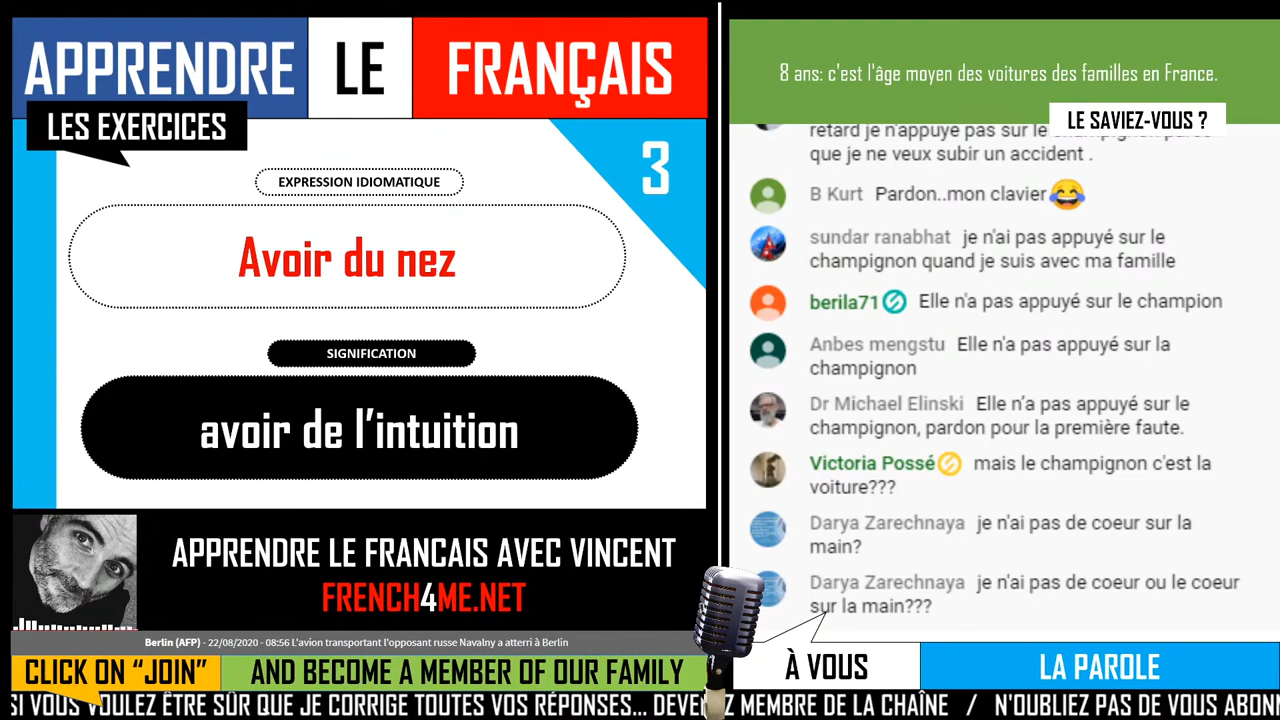 APPRENDRE LE FRANÇAIS
LES EXERCICES
3
EXPRESSION IDIOMATIQUE
Avoir du nez
SIGNIFICATION
avoir de l'intuition
APPRENDRE LE FRANCAIS AVEC VINCENT
FRENCH4ME.NET
Berlin (AFP) - 22/08/2020 - 08:56 L'avion transportant l'opposant russe Navalny a atterri à Berlin
CLICK ON “JOIN” AND BECOME A MEMBER OF OUR FAMILY
8 ans: c'est l'âge moyen des voitures des familles en France.
LE SAVIEZ-VOUS ?
retard je n'appuye pas sur le champignon
que je ne veux subir un accident .
B Kurt Pardon..mon clavier😂
sundar ranabhat je n'ai pas appuyé sur le
champignon quand je suis avec ma famille
berila71 Elle n'a pas appuyé sur le champion
Anbes mengstu Elle n'a pas appuyé sur la
champignon
Dr Michael Elinski Elle n’a pas appuyé sur le
champignon, pardon pour la première faute.
Victoria Possé mais le champignon c'est la
voiture???
Darya Zarechnaya je n'ai pas de coeur sur la
main?
Darya Zarechnaya je n'ai pas de coeur ou le coeur
sur la main???
À VOUS LA PAROLE
SI VOUS VOULEZ ÊTRE SÛR QUE JE CORRIGE TOUTES VOS RÉPONSES... MEMBRE DE LA CHAÎNE / N'OUBLIEZ PAS DE VOUS